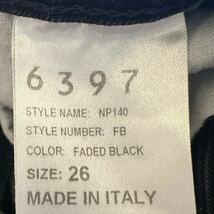 6397
STYLE NAME: NP140
STYLE NUMBER: FB
COLOR: FADED BLACK
SIZE: 26
MADE IN ITALY